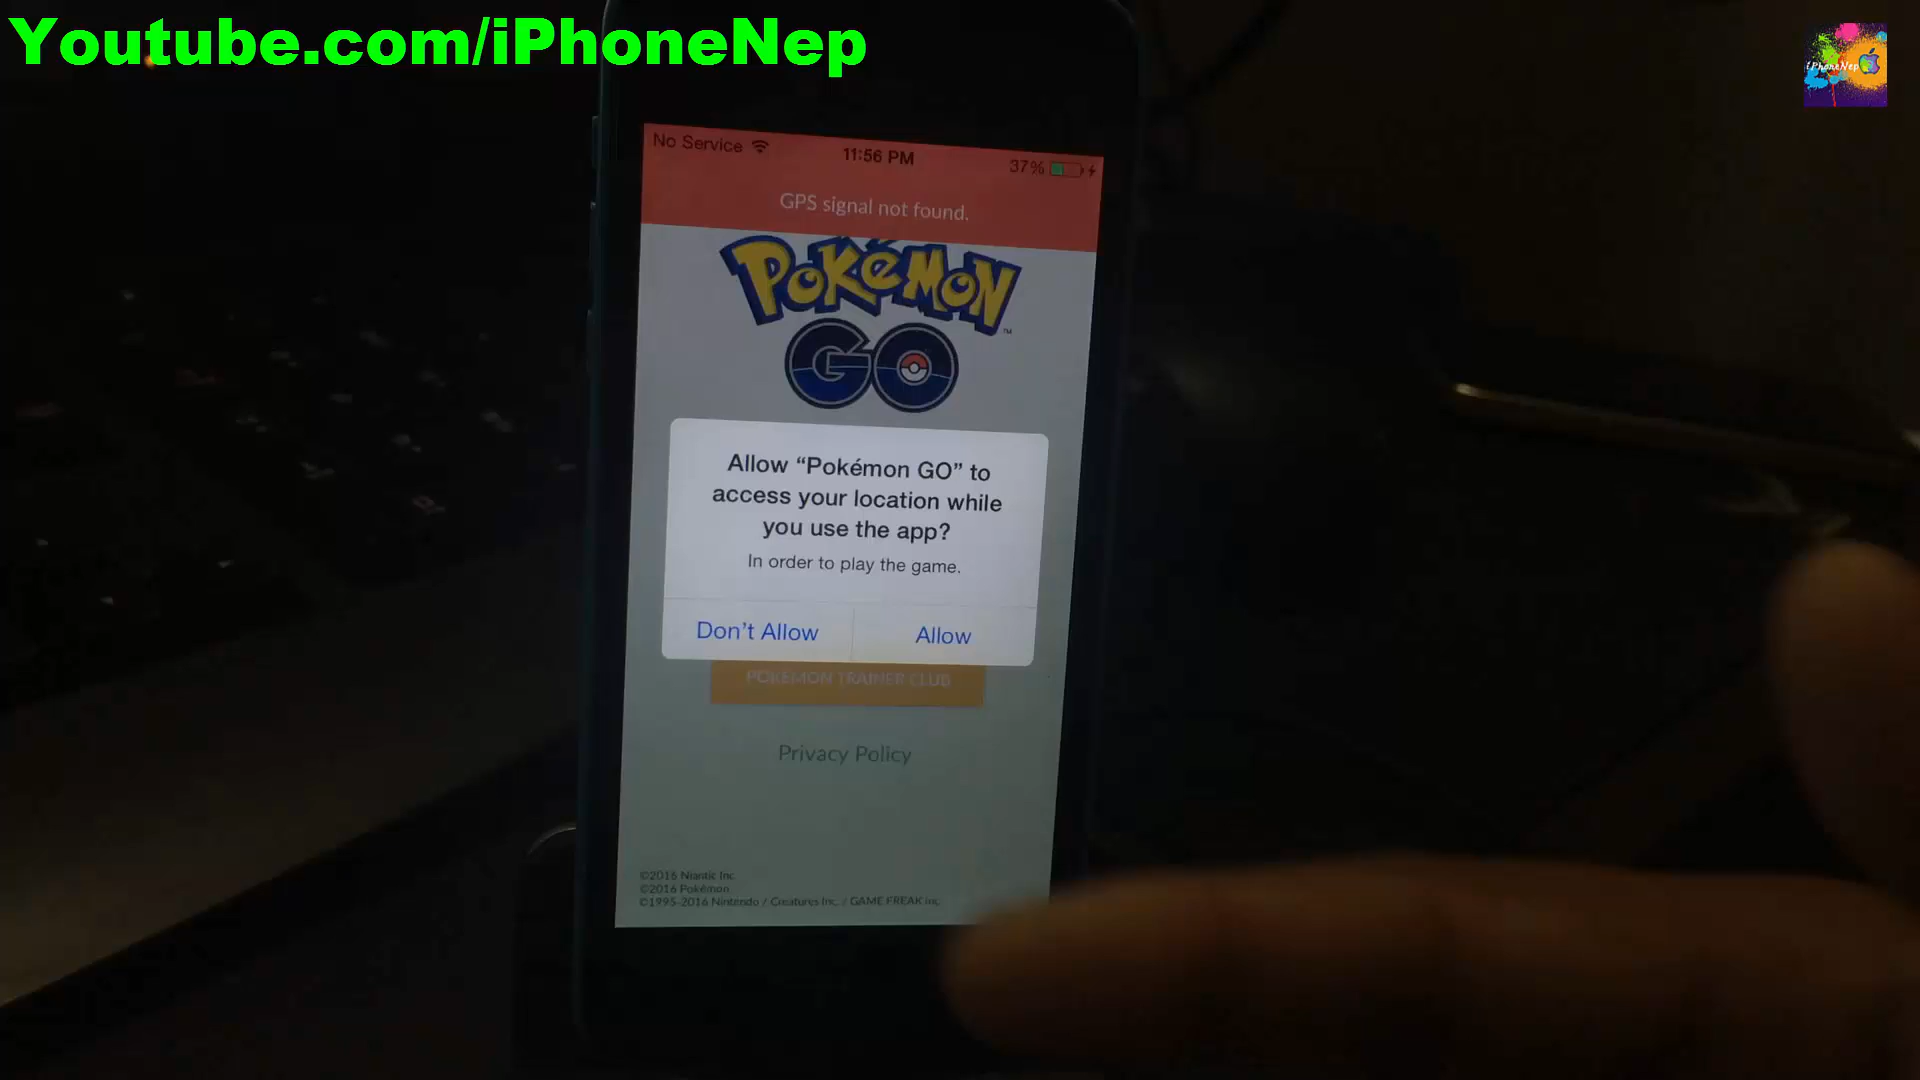 Youtube.com/iPhoneNep
iPhoneNep
No Service 11:56 PM 37%
GPS signal not found.
POKÉMON
GO
™
Allow “Pokémon GO” to
access your location while
you use the app?
In order to play the game.
Don’t Allow Allow
POKÉMON TRAINER CLUB
Privacy Policy
©2016 Niantic Inc.
©2016 Pokémon
©1995-2016 Nintendo / Creatures Inc. / GAME FREAK inc.